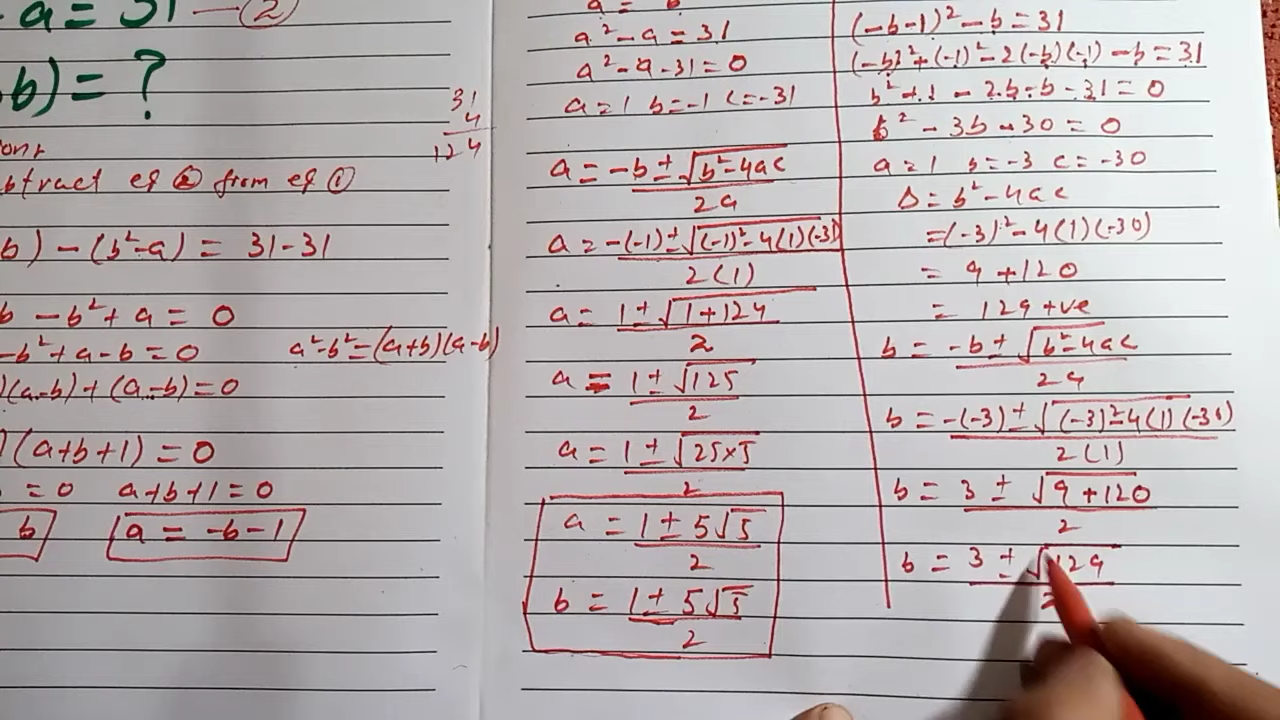 a = 31 — ②
b) = ?
31
4
124
btract eq ② from eq ①
b) - (b² - a) = 31 - 31
b - b² + a = 0
- b² + a - b = 0 a² - b² = (a+b)(a-b)
)(a-b) + (a-b) = 0
)(a+b+1) = 0
= 0 a+b+1 = 0
b a = -b-1
a² - a = 31
a² - a - 31 = 0
a = 1 b = -1 c = -31
a = -b ± √b²-4ac
2a
a = -(-1) ± √(-1)²-4(1)(-31)
2(1)
a = 1 ± √1+124
2
a = 1 ± √125
2
a = 1 ± √25×5
2
a = 1 ± 5√5
2
b = 1 ± 5√5
2
(-b-1)² - b = 31
(-b)² + (-1)² - 2(-b)(-1) - b = 31
b² + 1 - 2b - b - 31 = 0
b² - 3b - 30 = 0
a = 1 b = -3 c = -30
Δ = b² - 4ac
= (-3)² - 4(1)(-30)
= 9 + 120
= 129 +ve
b = -b ± √b²-4ac
2a
b = -(-3) ± √(-3)²-4(1)(-30)
2(1)
b = 3 ± √9+120
2
b = 3 ± √129